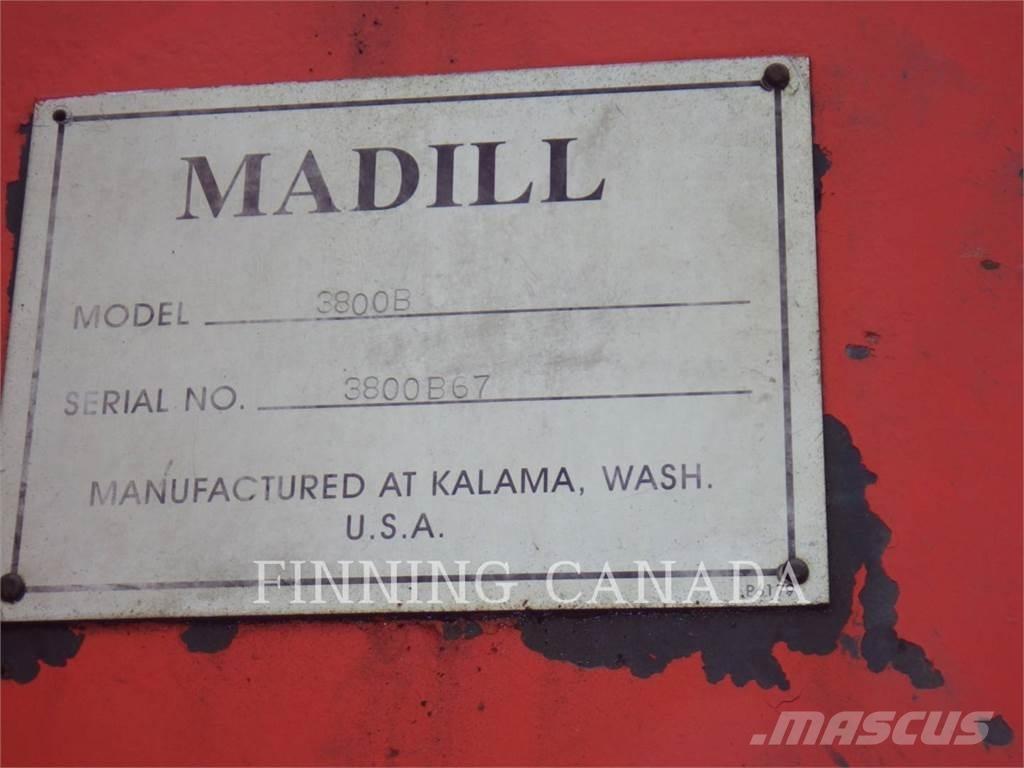 MADILL
MODEL 3800B
SERIAL NO. 3800B67
MANUFACTURED AT KALAMA, WASH.
U.S.A.
FINNING CANADA
MASCUS